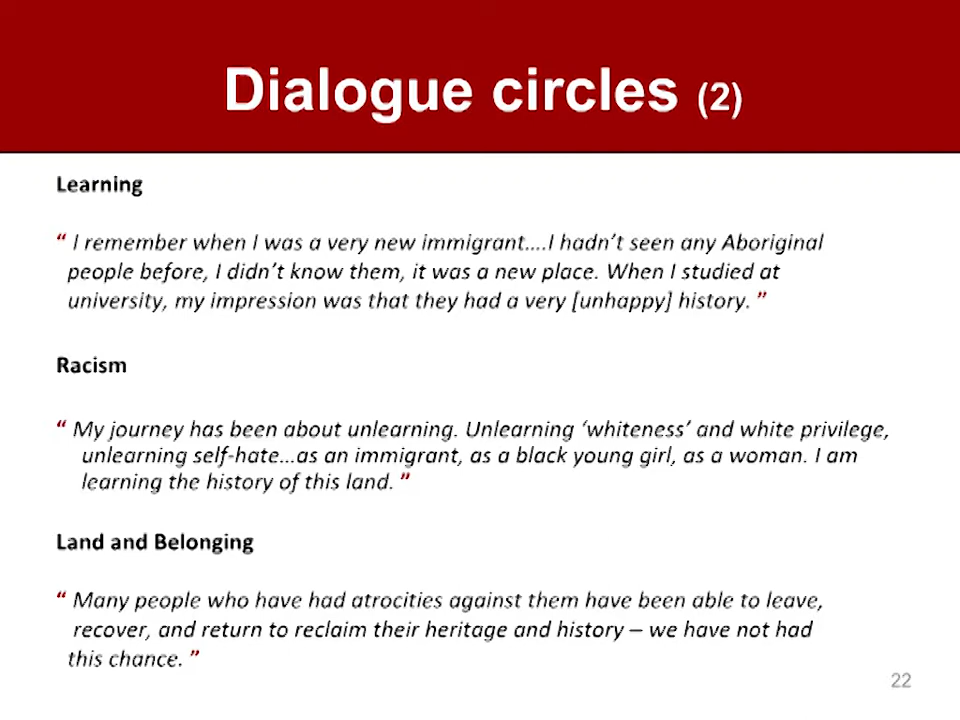 Dialogue circles (2)
Learning
“ I remember when I was a very new immigrant....I hadn’t seen any Aboriginal
people before, I didn’t know them, it was a new place. When I studied at
university, my impression was that they had a very [unhappy] history. ”
Racism
“ My journey has been about unlearning. Unlearning ‘whiteness’ and white privilege,
unlearning self-hate...as an immigrant, as a black young girl, as a woman. I am
learning the history of this land. ”
Land and Belonging
“ Many people who have had atrocities against them have been able to leave,
recover, and return to reclaim their heritage and history – we have not had
this chance. ”
22